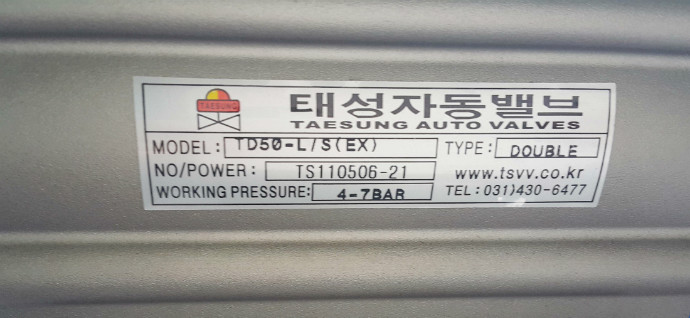 TAESUNG
태성자동밸브
TAESUNG AUTO VALVES
MODEL: TD50-L/S(EX) TYPE: DOUBLE
NO/POWER: TS110506-21 www.tsvv.co.kr
WORKING PRESSURE: 4-7BAR TEL: 031)430-6477